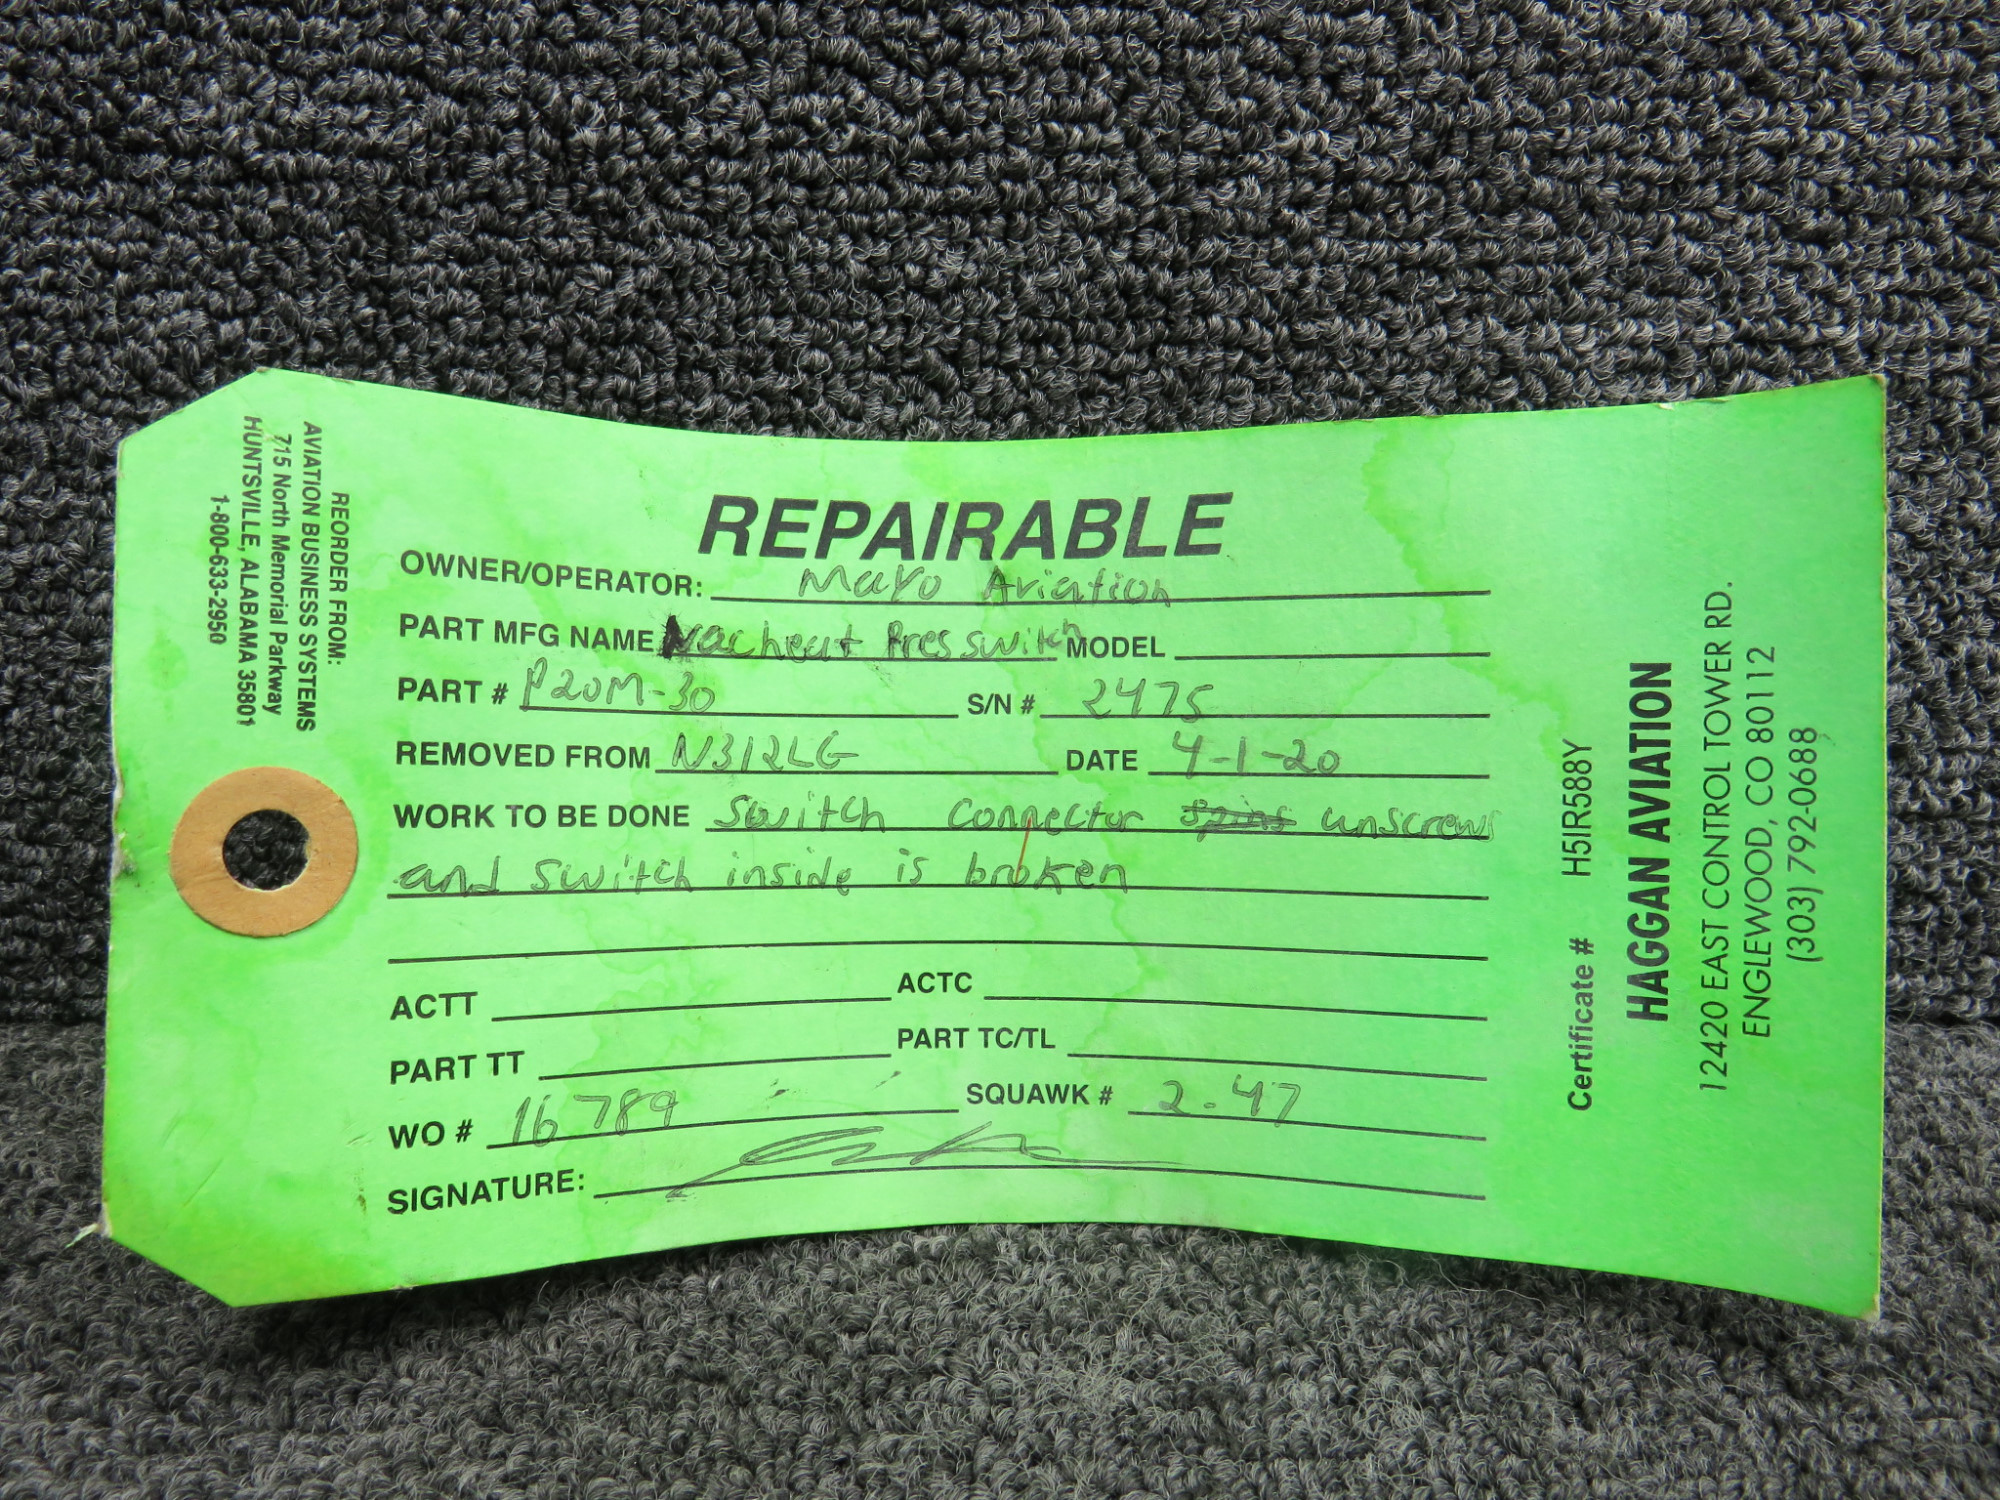 REORDER FROM:
AVIATION BUSINESS SYSTEMS
715 North Memorial Parkway
HUNTSVILLE, ALABAMA 35801
1-800-633-2950
REPAIRABLE
OWNER/OPERATOR: Mayo Aviation
PART MFG NAME Vacheat Pres switch MODEL
PART # P20M-30 S/N # 2475
REMOVED FROM N312LG DATE 4-1-20
WORK TO BE DONE switch connector spins unscrews
and switch inside is broken
ACTT ACTC
PART TT PART TC/TL
WO # 16789 SQUAWK # 2-47
SIGNATURE:
Certificate # H5IR588Y
HAGGAN AVIATION
12420 EAST CONTROL TOWER RD.
ENGLEWOOD, CO 80112
(303) 792-0688